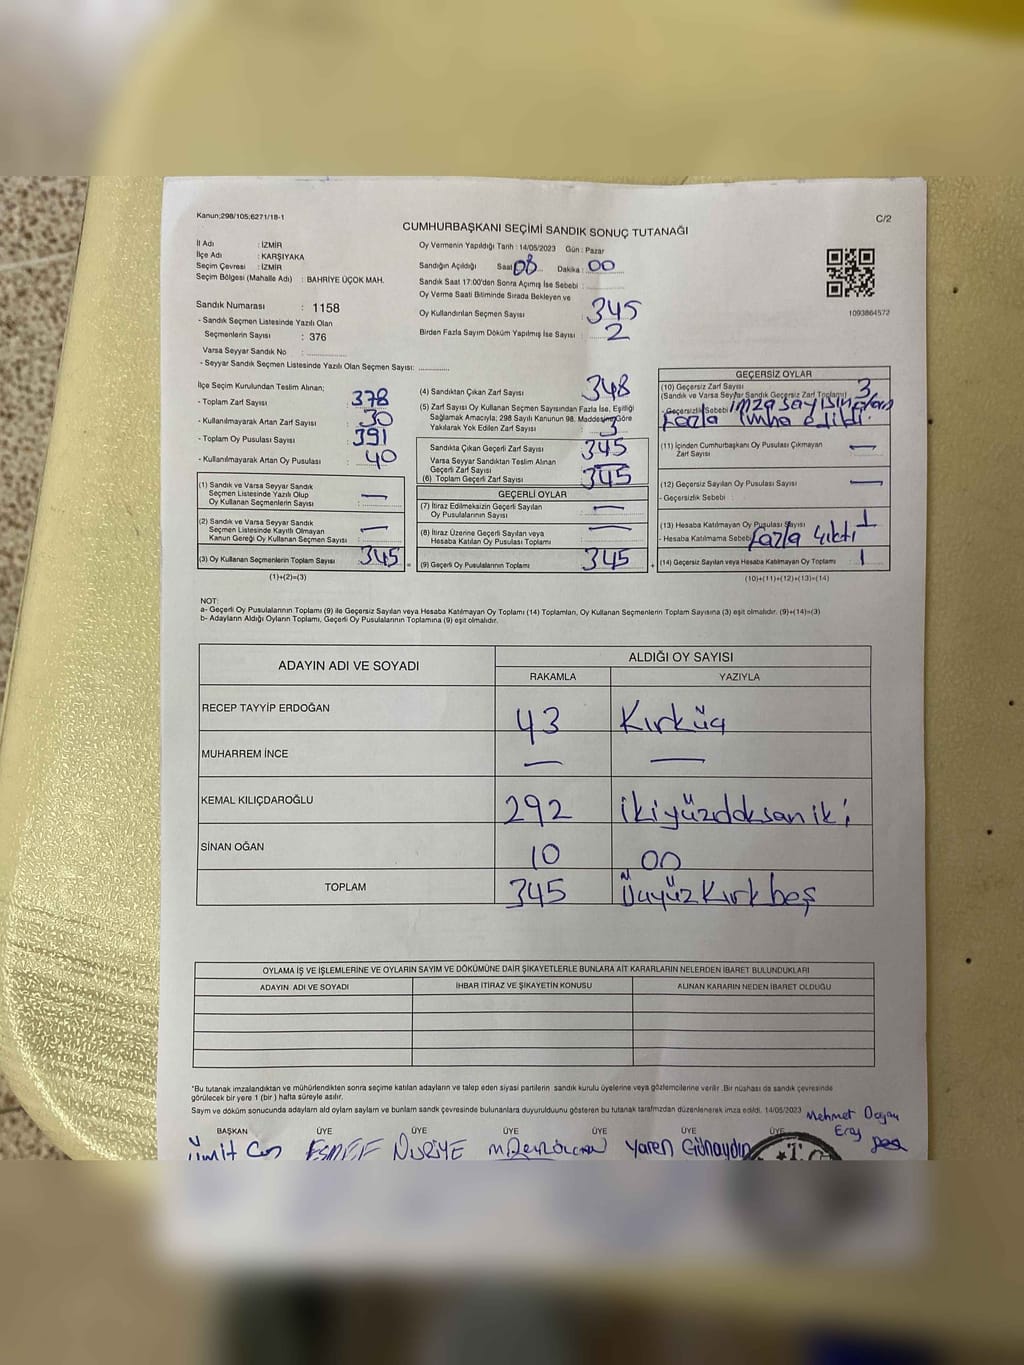 Kanun;298/105;6271/18-1
C/2
CUMHURBAŞKANI SEÇİMİ SANDIK SONUÇ TUTANAĞI
İl Adı : İZMİR
İlçe Adı : KARŞIYAKA
Seçim Çevresi : İZMİR
Seçim Bölgesi (Mahalle Adı) : BAHRİYE ÜÇOK MAH.
Sandık Numarası : 1158
- Sandık Seçmen Listesinde Yazılı Olan
Seçmenlerin Sayısı : 376
Varsa Seyyar Sandık No :
- Seyyar Sandık Seçmen Listesinde Yazılı Olan Seçmen Sayısı:
Oy Vermenin Yapıldığı Tarih : 14/05/2023 Gün : Pazar
Sandığın Açıldığı Saat 08 Dakika : 00
Sandık Saat 17:00'den Sonra Açımış İse Sebebi :
Oy Verme Saati Bitiminde Sırada Bekleyen ve
Oy Kullandırılan Seçmen Sayısı : 345
Birden Fazla Sayım Döküm Yapılmış İse Sayısı : 2
1093864572
İlçe Seçim Kurulundan Teslim Alınan;
- Toplam Zarf Sayısı : 378
- Kullanılmayarak Artan Zarf Sayısı : 30
- Toplam Oy Pusulası Sayısı : 391
- Kullanılmayarak Artan Oy Pusulası : 40
(1) Sandık ve Varsa Seyyar Sandık
Seçmen Listesinde Yazılı Olup
Oy Kullanan Seçmenlerin Sayısı : —
(2) Sandık ve Varsa Seyyar Sandık
Seçmen Listesinde Kayıtlı Olmayan
Kanun Gereği Oy Kullanan Seçmen Sayısı : —
(3) Oy Kullanan Seçmenlerin Toplam Sayısı : 345
(1)+(2)=(3)
(4) Sandıktan Çıkan Zarf Sayısı : 348
(5) Zarf Sayısı Oy Kullanan Seçmen Sayısından Fazla İse, Eşitliği
Sağlamak Amacıyla; 298 Sayılı Kanunun 98. Maddesine Göre
Yakılarak Yok Edilen Zarf Sayısı : 3
Sandıkta Çıkan Geçerli Zarf Sayısı : 345
Varsa Seyyar Sandıktan Teslim Alınan
Geçerli Zarf Sayısı : —
(6) Toplam Geçerli Zarf Sayısı : 345
GEÇERLİ OYLAR
(7) İtiraz Edilmeksizin Geçerli Sayılan
Oy Pusulalarının Sayısı : —
(8) İtiraz Üzerine Geçerli Sayılan veya
Hesaba Katılan Oy Pusulası Toplamı : —
(9) Geçerli Oy Pusulalarının Toplamı : 345
GEÇERSİZ OYLAR
(10) Geçersiz Zarf Sayısı
(Sandık ve Varsa Seyyar Sandık Geçersiz Zarf Toplamı) : 3
- Geçersizlik Sebebi : imza sayısından
fazla imha edildi.
(11) İçinden Cumhurbaşkanı Oy Pusulası Çıkmayan
Zarf Sayısı : —
(12) Geçersiz Sayılan Oy Pusulası Sayısı : —
- Geçersizlik Sebebi :
(13) Hesaba Katılmayan Oy Pusulası Sayısı : 1
- Hesaba Katılmama Sebebi : Fazla Çıktı
(14) Geçersiz Sayılan veya Hesaba Katılmayan Oy Toplamı : 1
(10)+(11)+(12)+(13)=(14)
NOT:
a- Geçerli Oy Pusulalarının Toplamı (9) ile Geçersiz Sayılan veya Hesaba Katılmayan Oy Toplamı (14) Toplamları, Oy Kullanan Seçmenlerin Toplam Sayısına (3) eşit olmalıdır. (9)+(14)=(3)
b- Adayların Aldığı Oyların Toplamı, Geçerli Oy Pusulalarının Toplamına (9) eşit olmalıdır.
ADAYIN ADI VE SOYADI
ALDIĞI OY SAYISI
RAKAMLA YAZIYLA
RECEP TAYYİP ERDOĞAN 43 Kırküç
MUHARREM İNCE — —
KEMAL KILIÇDAROĞLU 292 ikiyüzddoksaniki
SİNAN OĞAN 10 00
TOPLAM 345 ÜçyüzKırkbeş
OYLAMA İŞ VE İŞLEMLERİNE VE OYLARIN SAYIM VE DÖKÜMÜNE DAİR ŞİKAYETLERLE BUNLARA AİT KARARLARIN NELERDEN İBARET BULUNDUKLARI
ADAYIN ADI VE SOYADI İHBAR İTİRAZ VE ŞİKAYETİN KONUSU ALINAN KARARIN NEDEN İBARET OLDUĞU
*Bu tutanak imzalandıktan ve mühürlendikten sonra seçime katılan adayların ve talep eden siyasi partilerin sandık kurulu üyelerine veya gözlemcilerine verilir .Bir nüshası da sandık çevresinde
görülecek bir yere 1 (bir ) hafta süreyle asılır.
Sayım ve döküm sonucunda adayların aldı oyların sayları ve bunların sandık çevresinde bulunanlara duyurulduğunu gösteren bu tutanak tarafımızdan düzenlenerek imza edildi. 14/05/2023
Mehmet Doğan
Eray
BAŞKAN ÜYE ÜYE ÜYE ÜYE ÜYE ÜYE
Ümit Can ESREF NURİYE Yaren Günaydın
T.C.